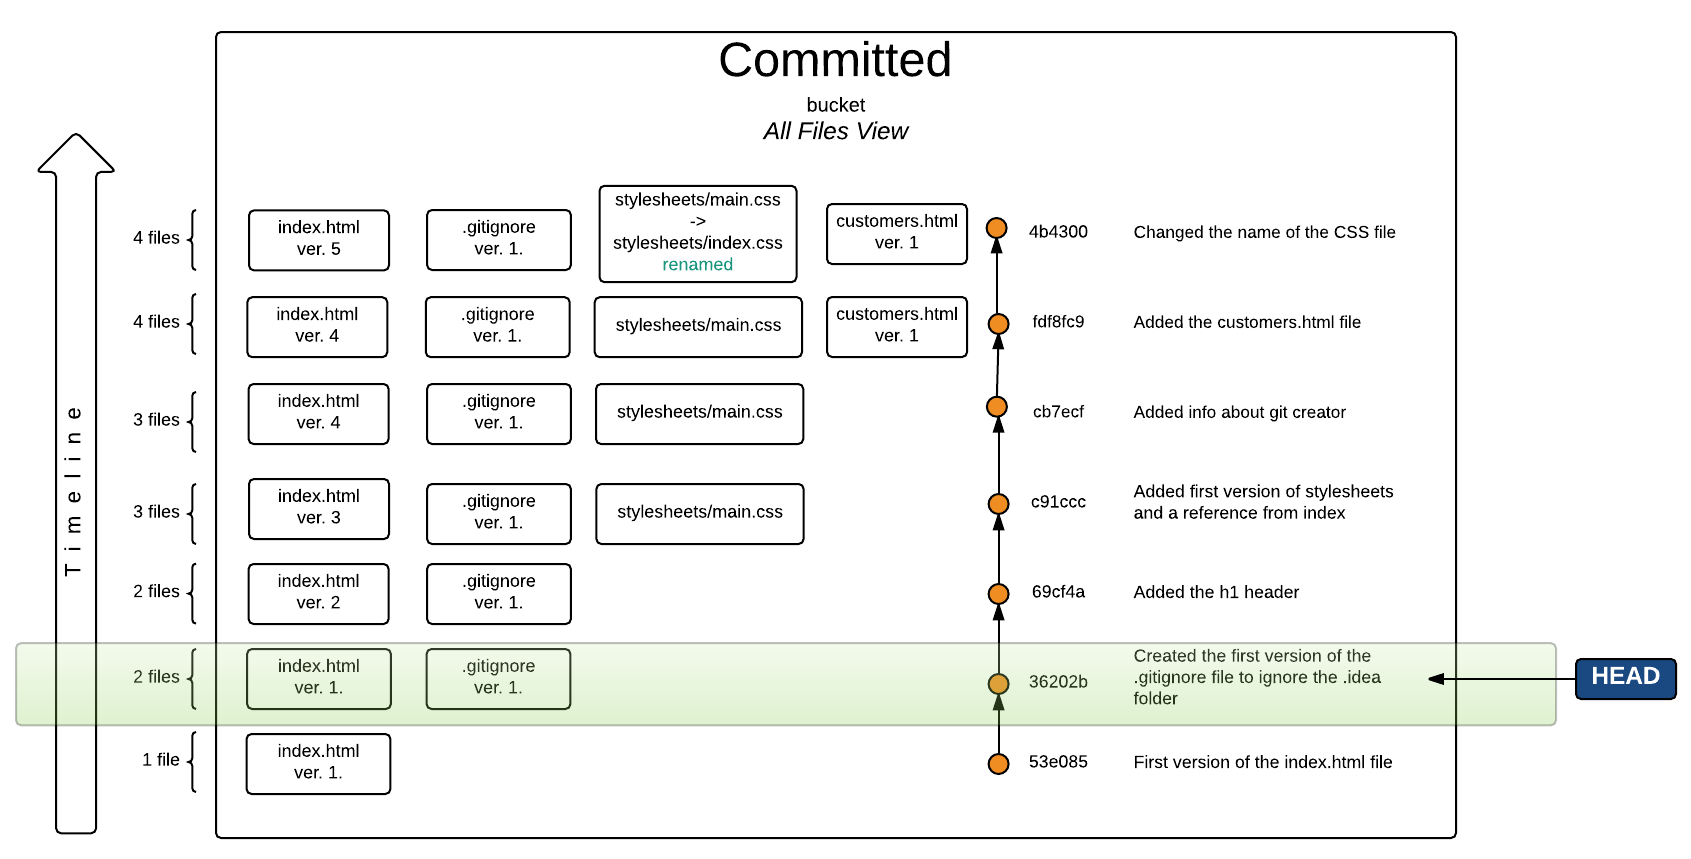 Committed
bucket
All Files View
Timeline
4 files
index.html
ver. 5
.gitignore
ver. 1.
stylesheets/main.css
->
stylesheets/index.css
renamed
customers.html
ver. 1
4b4300
Changed the name of the CSS file
4 files
index.html
ver. 4
.gitignore
ver. 1.
stylesheets/main.css
customers.html
ver. 1
fdf8fc9
Added the customers.html file
3 files
index.html
ver. 4
.gitignore
ver. 1.
stylesheets/main.css
cb7ecf
Added info about git creator
3 files
index.html
ver. 3
.gitignore
ver. 1.
stylesheets/main.css
c91ccc
Added first version of stylesheets
and a reference from index
2 files
index.html
ver. 2
.gitignore
ver. 1.
69cf4a
Added the h1 header
2 files
index.html
ver. 1.
.gitignore
ver. 1.
36202b
Created the first version of the
.gitignore file to ignore the .idea
folder
HEAD
1 file
index.html
ver. 1.
53e085
First version of the index.html file